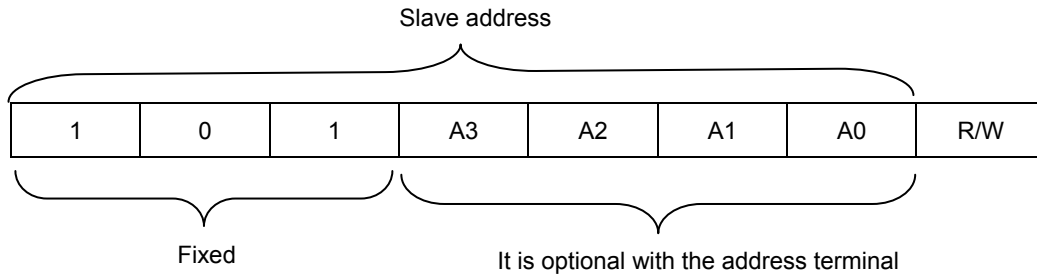 Slave address
1 0 1 A3 A2 A1 A0 R/W
Fixed
It is optional with the address terminal